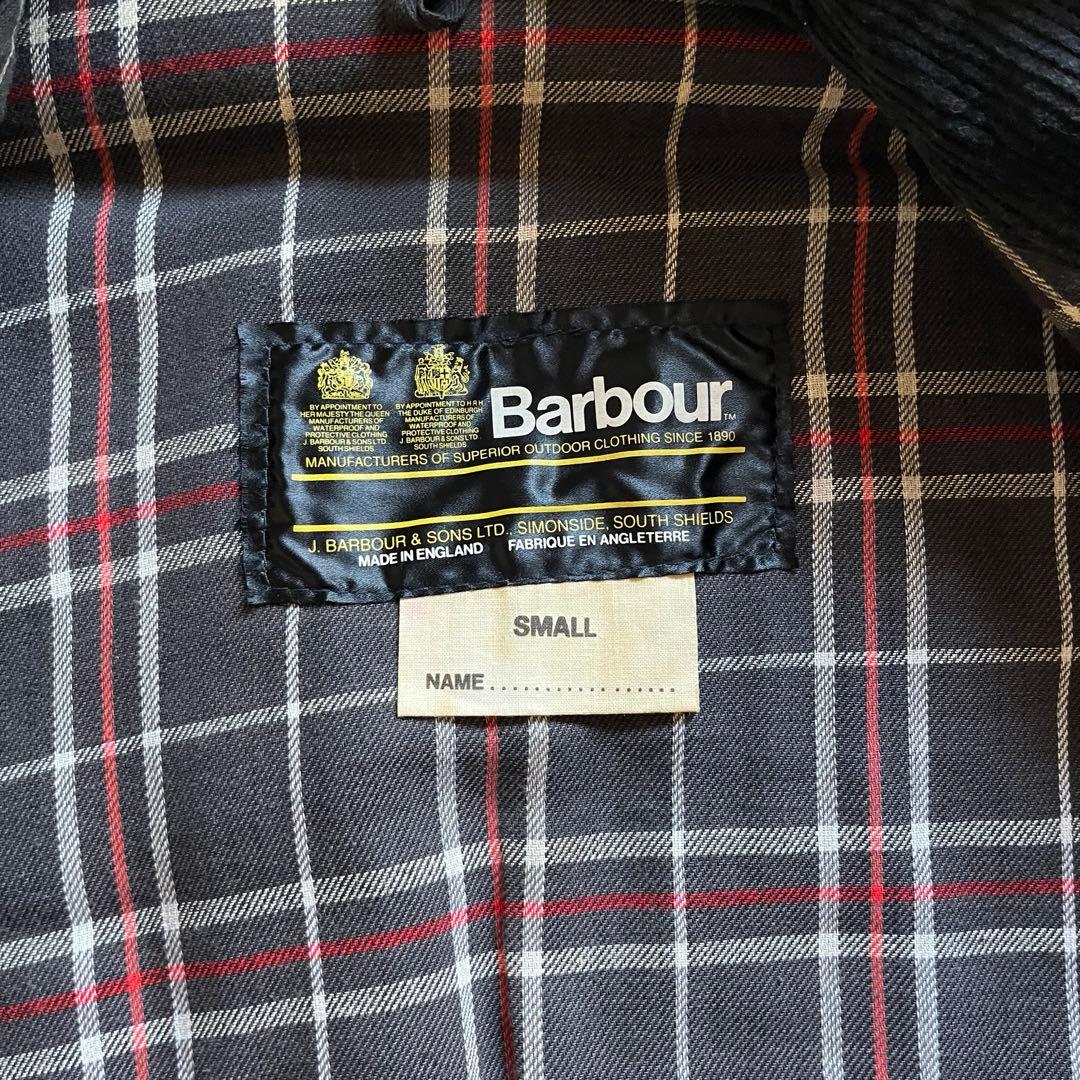 BY APPOINTMENT TO
HER MAJESTY THE QUEEN
MANUFACTURERS OF
WATERPROOF AND
PROTECTIVE CLOTHING
J. BARBOUR & SONS LTD.
SOUTH SHIELDS
BY APPOINTMENT TO H R H
THE DUKE OF EDINBURGH
MANUFACTURERS OF
WATERPROOF AND
PROTECTIVE CLOTHING
J. BARBOUR & SONS LTD.
SOUTH SHIELDS
Barbour TM
MANUFACTURERS OF SUPERIOR OUTDOOR CLOTHING SINCE 1890
J. BARBOUR & SONS LTD., SIMONSIDE, SOUTH SHIELDS
MADE IN ENGLAND FABRIQUE EN ANGLETERRE
SMALL
NAME..................